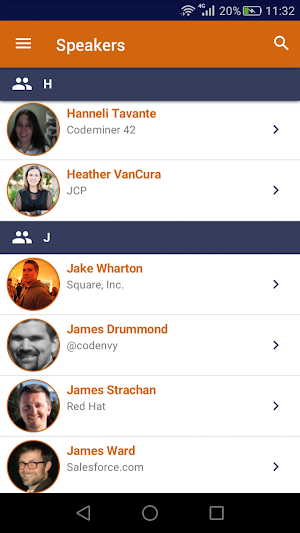 4G 20% 11:32
Speakers
H
Hanneli Tavante
Codeminer 42
Heather VanCura
JCP
J
Jake Wharton
Square, Inc.
James Drummond
@codenvy
James Strachan
Red Hat
James Ward
Salesforce.com